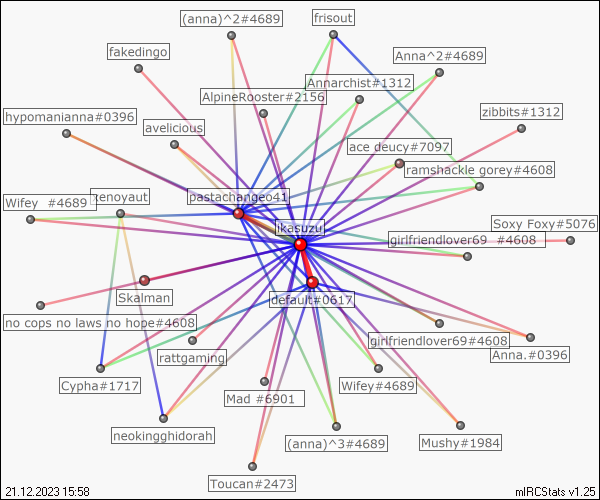 (anna)^2#4689
frisout
fakedingo
Anna^2#4689
Annarchist#1312
AlpineRooster#2156
zibbits#1312
hypomanianna#0396
avelicious
ace deucy#7097
ramshackle gorey#4608
xenoyaut
pastachangeo41
Wifey #4689
Soxy Foxy#5076
jkasuzu
girlfriendlover69 #4608
Skalman
default#0617
no cops no laws no hope#4608
girlfriendlover69#4608
rattgaming
Anna.#0396
Cypha#1717
Wifey#4689
Mad #6901
neokingghidorah
(anna)^3#4689
Mushy#1984
Toucan#2473
21.12.2023 15:58
mIRCStats v1.25